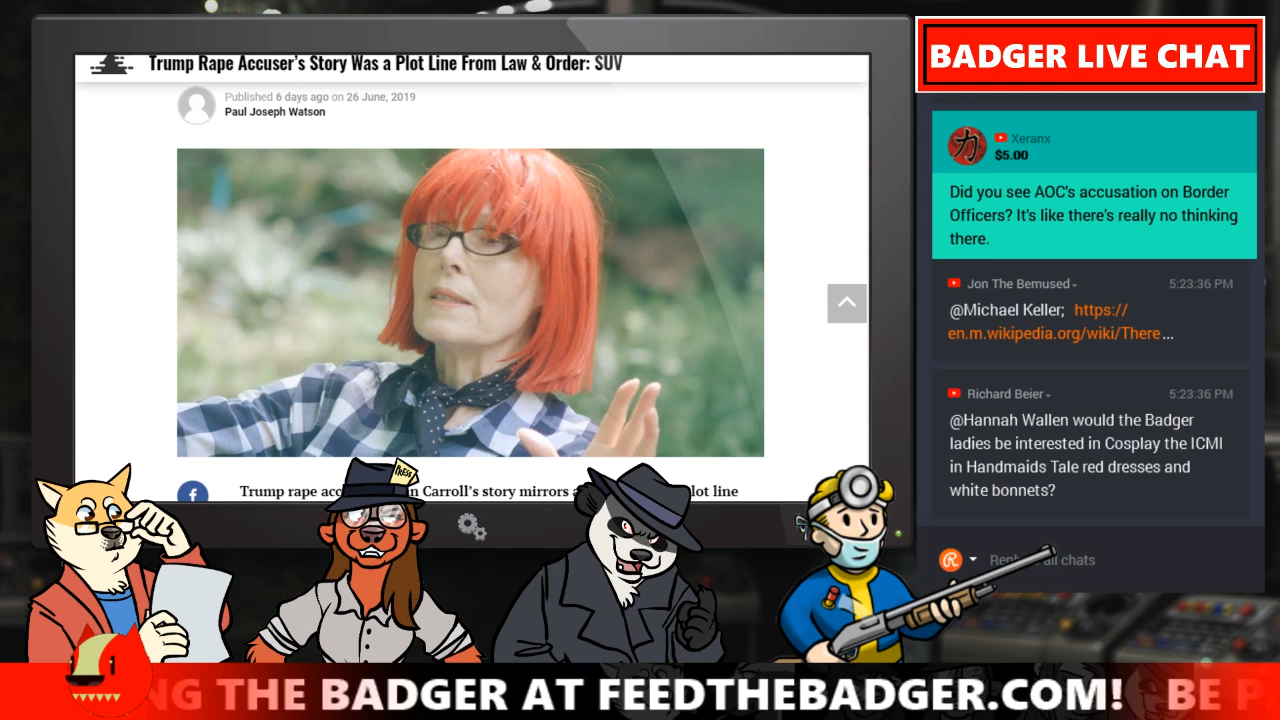 Trump Rape Accuser's Story Was a Plot Line From Law & Order: SUV
Published 6 days ago on 26 June, 2019
Paul Joseph Watson
Trump rape Carroll's story mirrors lot line
PRESS
BADGER LIVE CHAT
Xeranx
$5.00
Did you see AOC's accusation on Border
Officers? It's like there's really no thinking
there.
Jon The Bemused 5:23:36 PM
@Michael Keller; https://
en.m.wikipedia.org/wiki/There...
Richard Beier 5:23:36 PM
@Hannah Wallen would the Badger
ladies be interested in Cosplay the ICMI
in Handmaids Tale red dresses and
white bonnets?
all chats
THE BADGER AT FEEDTHEBADGER.COM! BE